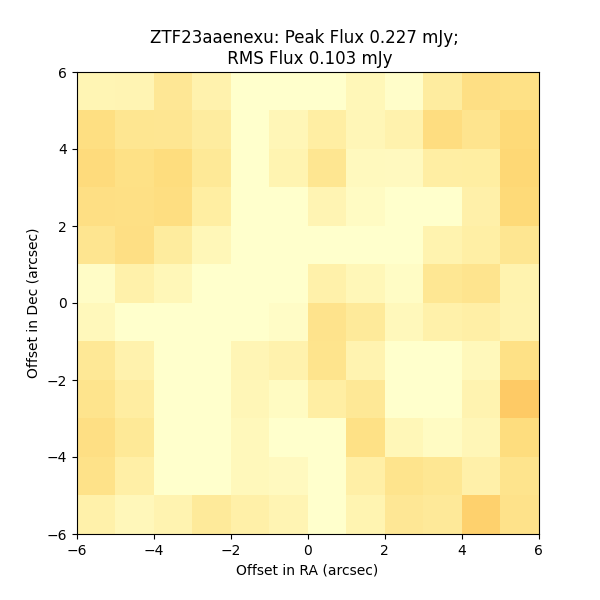 ZTF23aaenexu: Peak Flux 0.227 mJy;
RMS Flux 0.103 mJy
6
4
2
0
−2
−4
−6
Offset in Dec (arcsec)
−6 −4 −2 0 2 4 6
Offset in RA (arcsec)